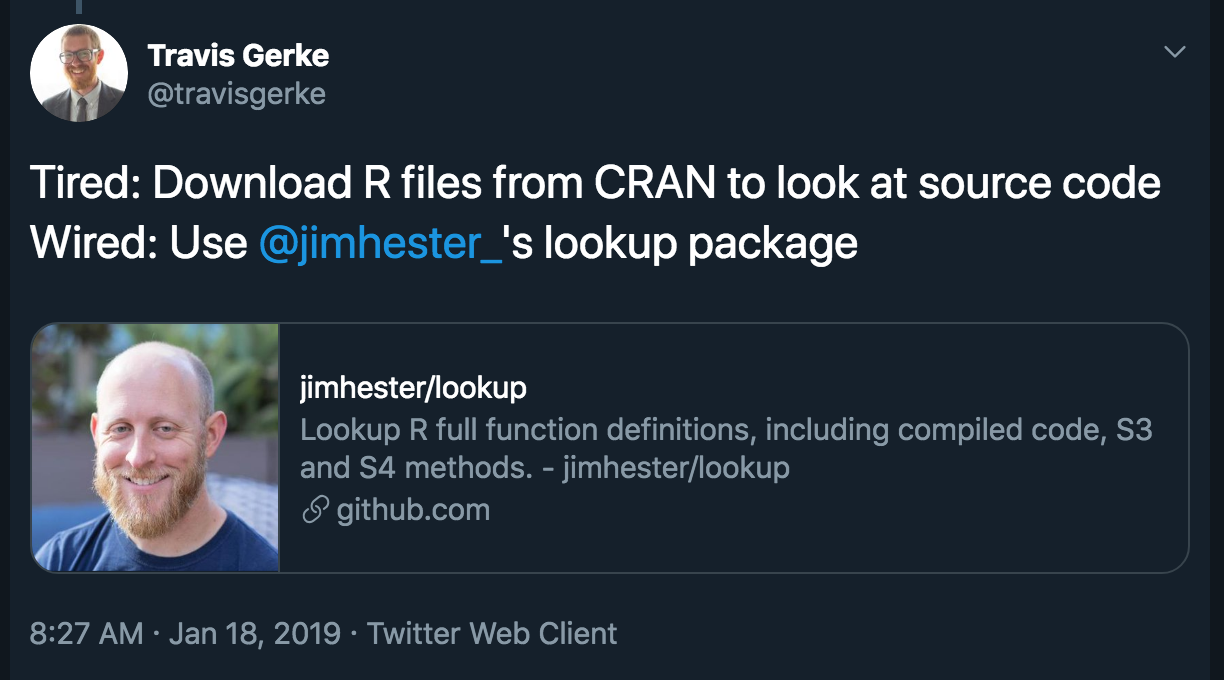 Travis Gerke
@travisgerke
Tired: Download R files from CRAN to look at source code
Wired: Use @jimhester_'s lookup package
jimhester/lookup
Lookup R full function definitions, including compiled code, S3
and S4 methods. - jimhester/lookup
github.com
8:27 AM · Jan 18, 2019 · Twitter Web Client